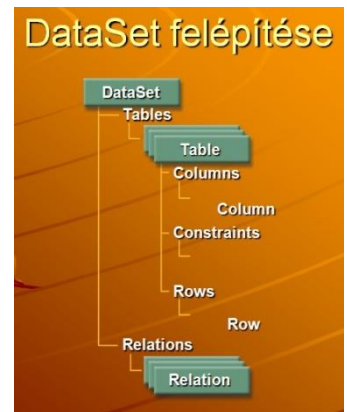 DataSet felépítése
DataSet
Tables
Table
Columns
Column
Constraints
Rows
Row
Relations
Relation